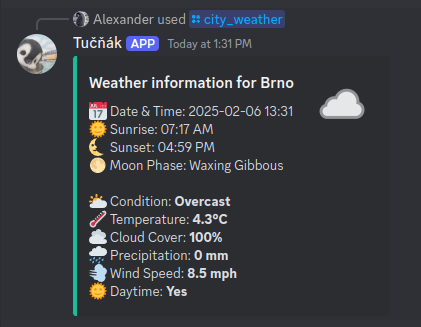 Alexander used city_weather
Tučňák APP Today at 1:31 PM
Weather information for Brno
JUL 17 Date & Time: 2025-02-06 13:31
Sunrise: 07:17 AM
Sunset: 04:59 PM
Moon Phase: Waxing Gibbous
Condition: Overcast
Temperature: 4.3°C
Cloud Cover: 100%
Precipitation: 0 mm
Wind Speed: 8.5 mph
Daytime: Yes